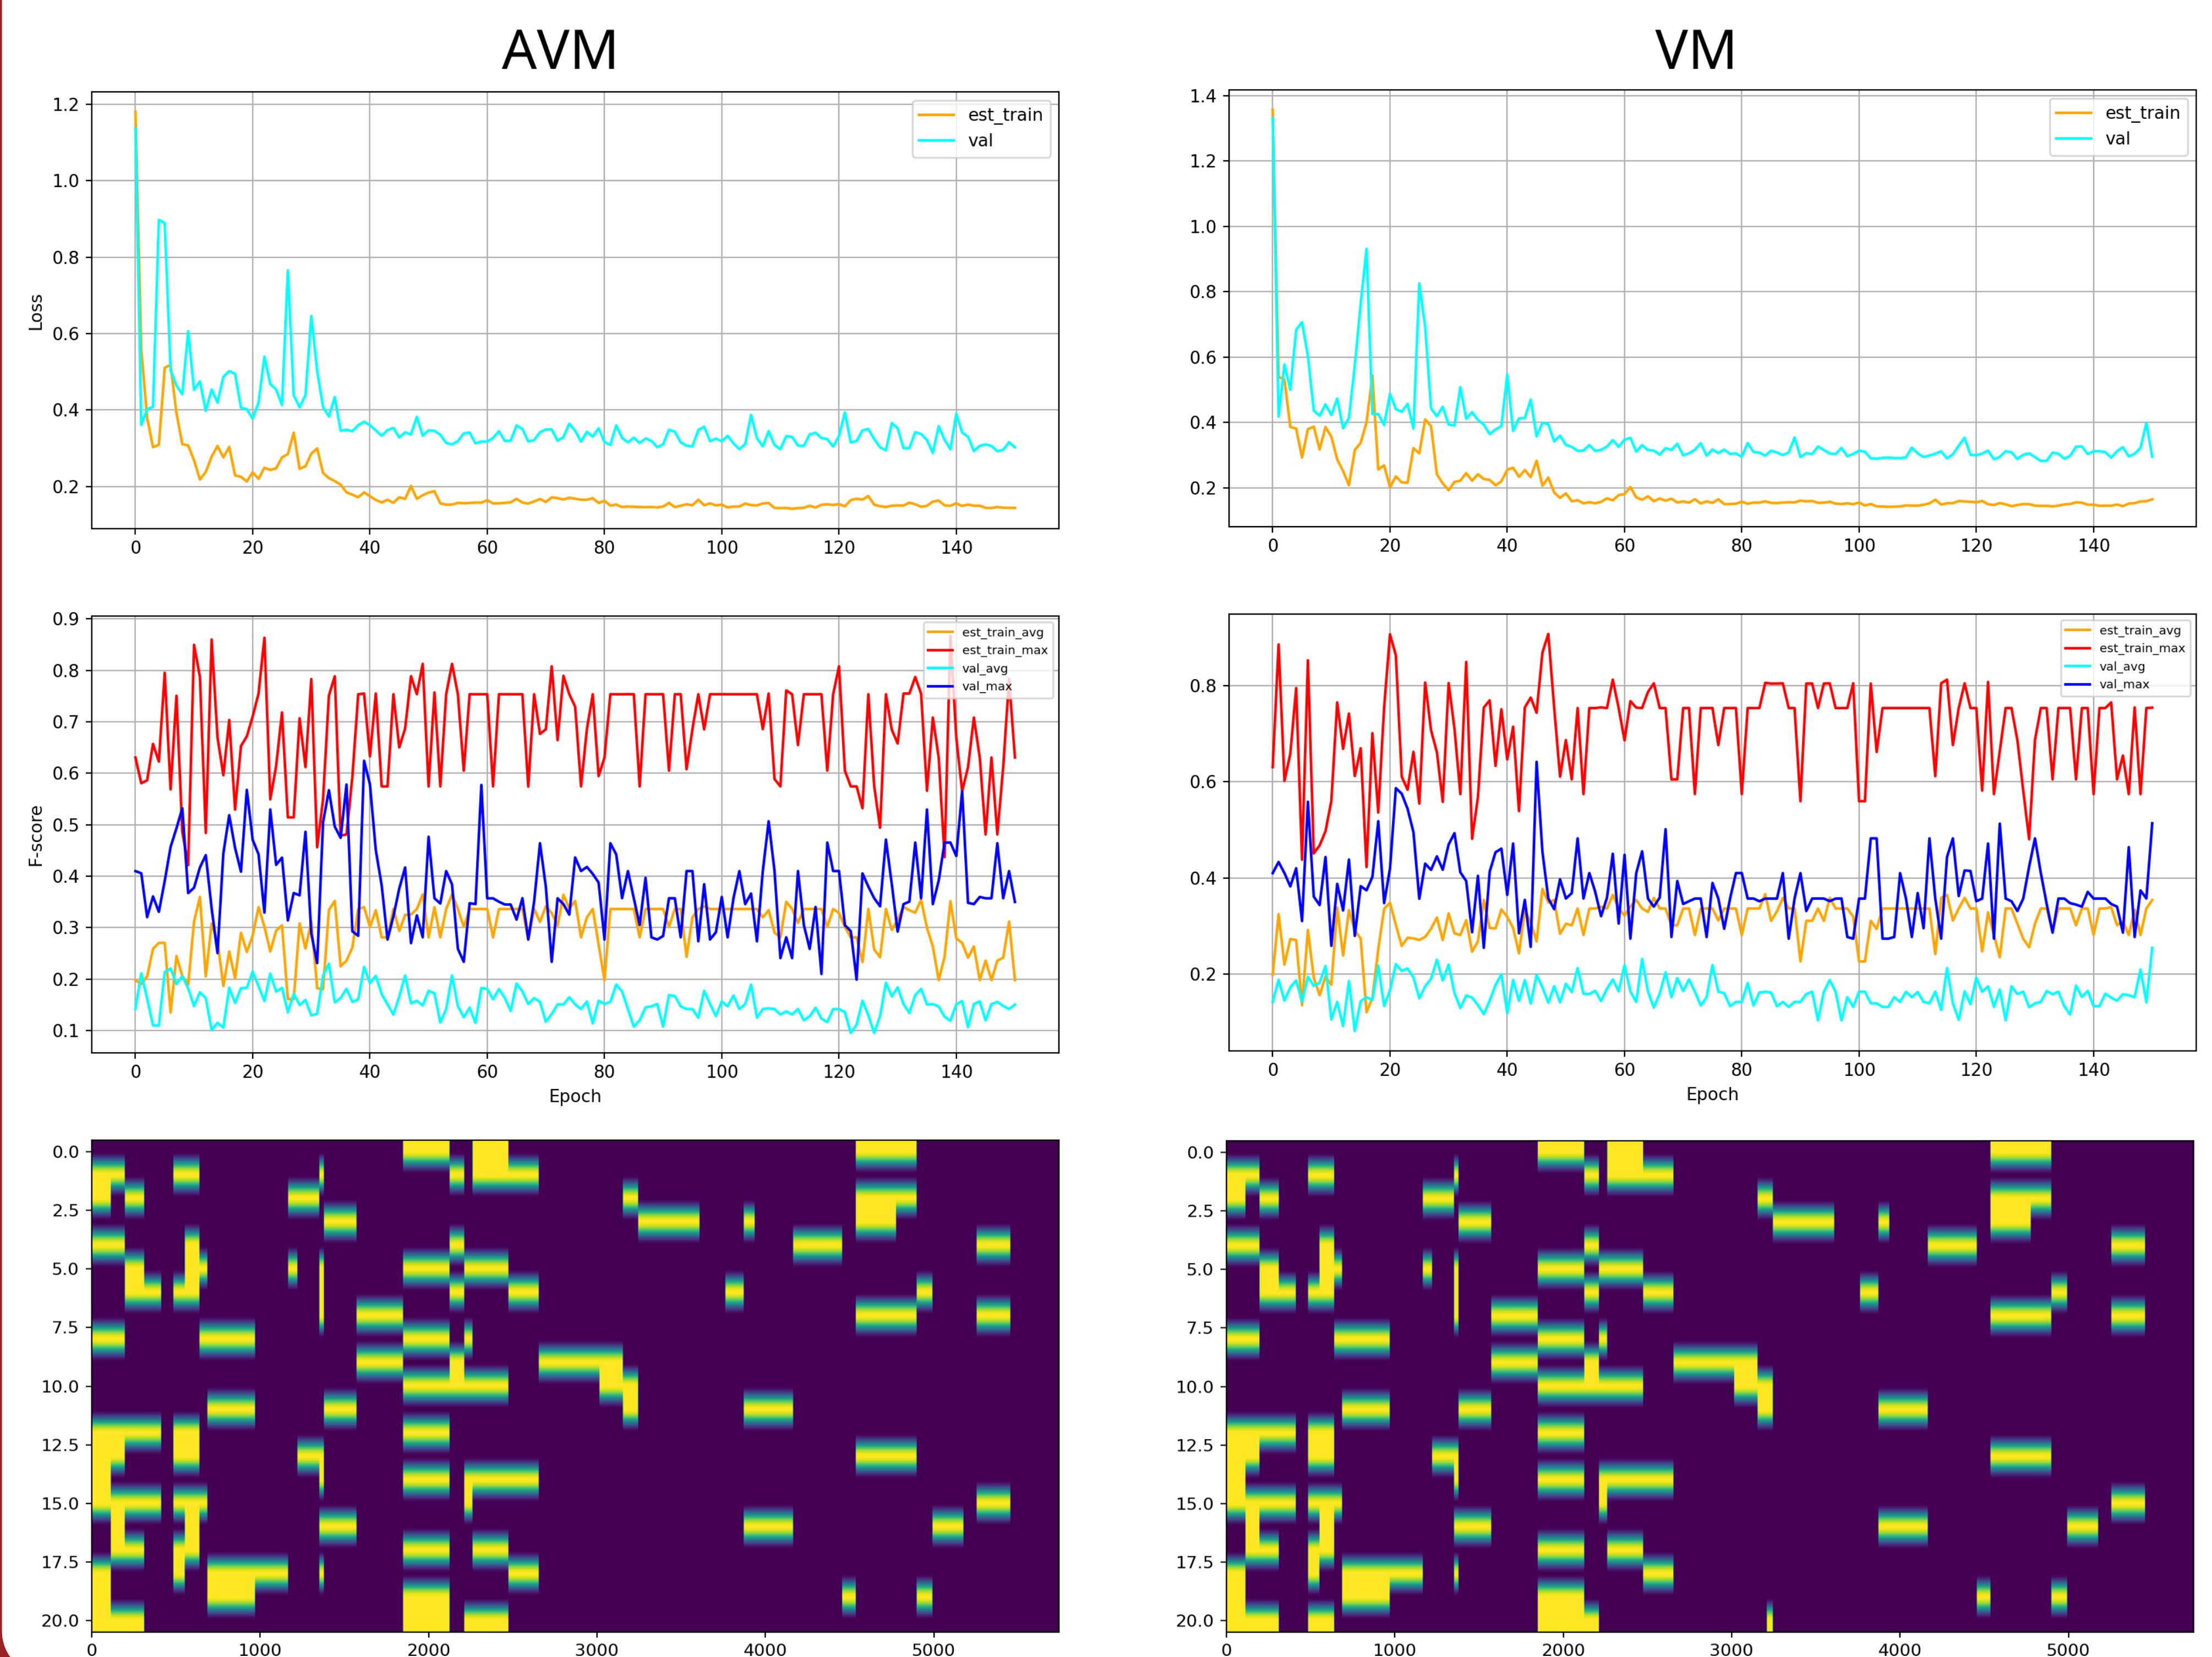 AVM
VM
1.2
1.0
0.8
0.6
0.4
0.2
Loss
est_train
val
0 20 40 60 80 100 120 140
1.4
1.2
1.0
0.8
0.6
0.4
0.2
est_train
val
0 20 40 60 80 100 120 140
0.9
0.8
0.7
0.6
0.5
0.4
0.3
0.2
0.1
F-score
est_train_avg
est_train_max
val_avg
val_max
0 20 40 60 80 100 120 140
Epoch
0.8
0.6
0.4
0.2
est_train_avg
est_train_max
val_avg
val_max
0 20 40 60 80 100 120 140
Epoch
0.0
2.5
5.0
7.5
10.0
12.5
15.0
17.5
20.0
0 1000 2000 3000 4000 5000
0.0
2.5
5.0
7.5
10.0
12.5
15.0
17.5
20.0
0 1000 2000 3000 4000 5000